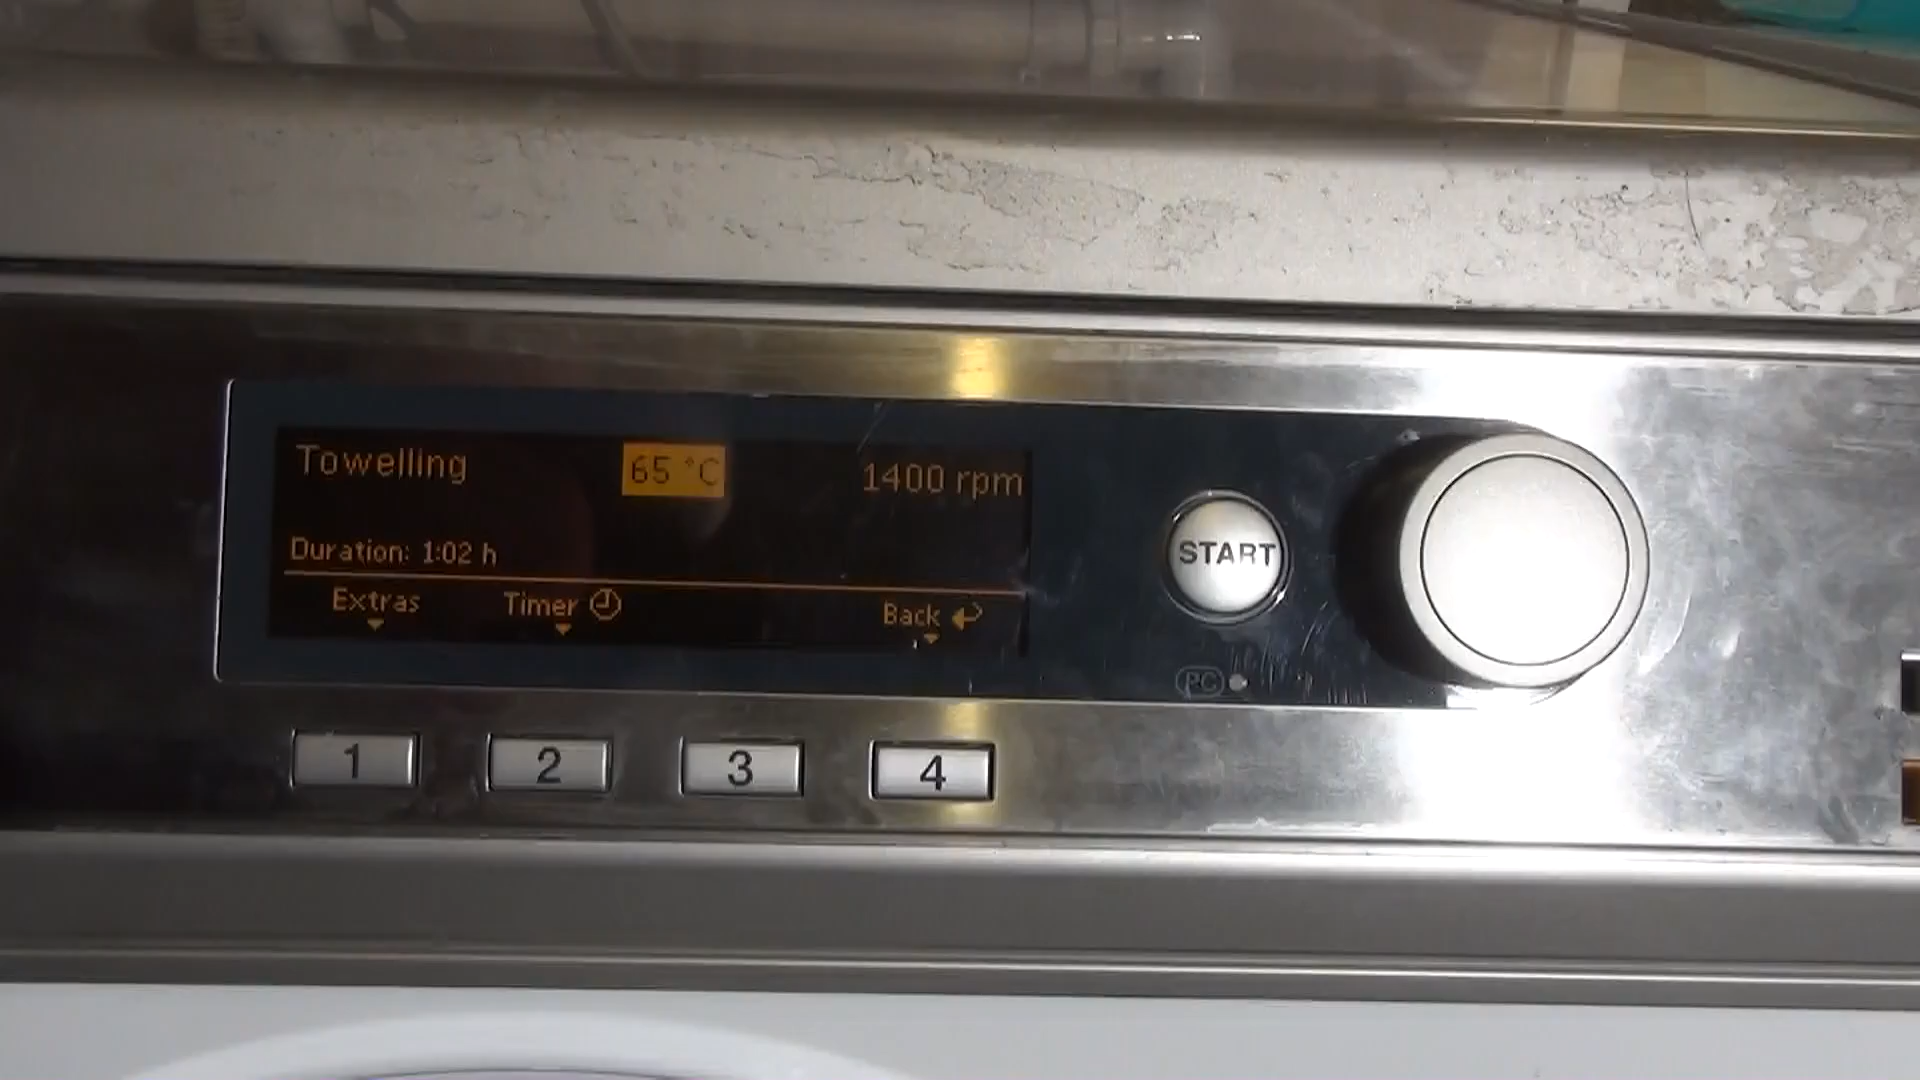 Towelling 65 °C 1400 rpm
Duration: 1:02 h
Extras Timer Back
START
PC
1 2 3 4